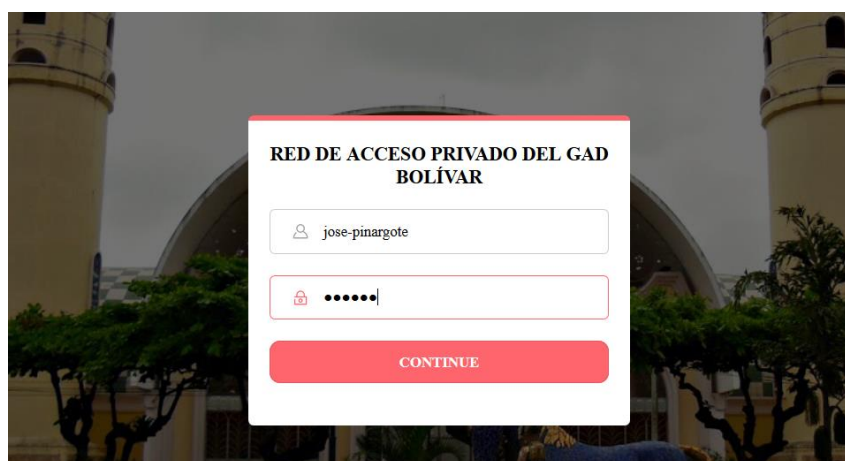 RED DE ACCESO PRIVADO DEL GAD
BOLÍVAR
jose-pinargote
●●●●●●
CONTINUE